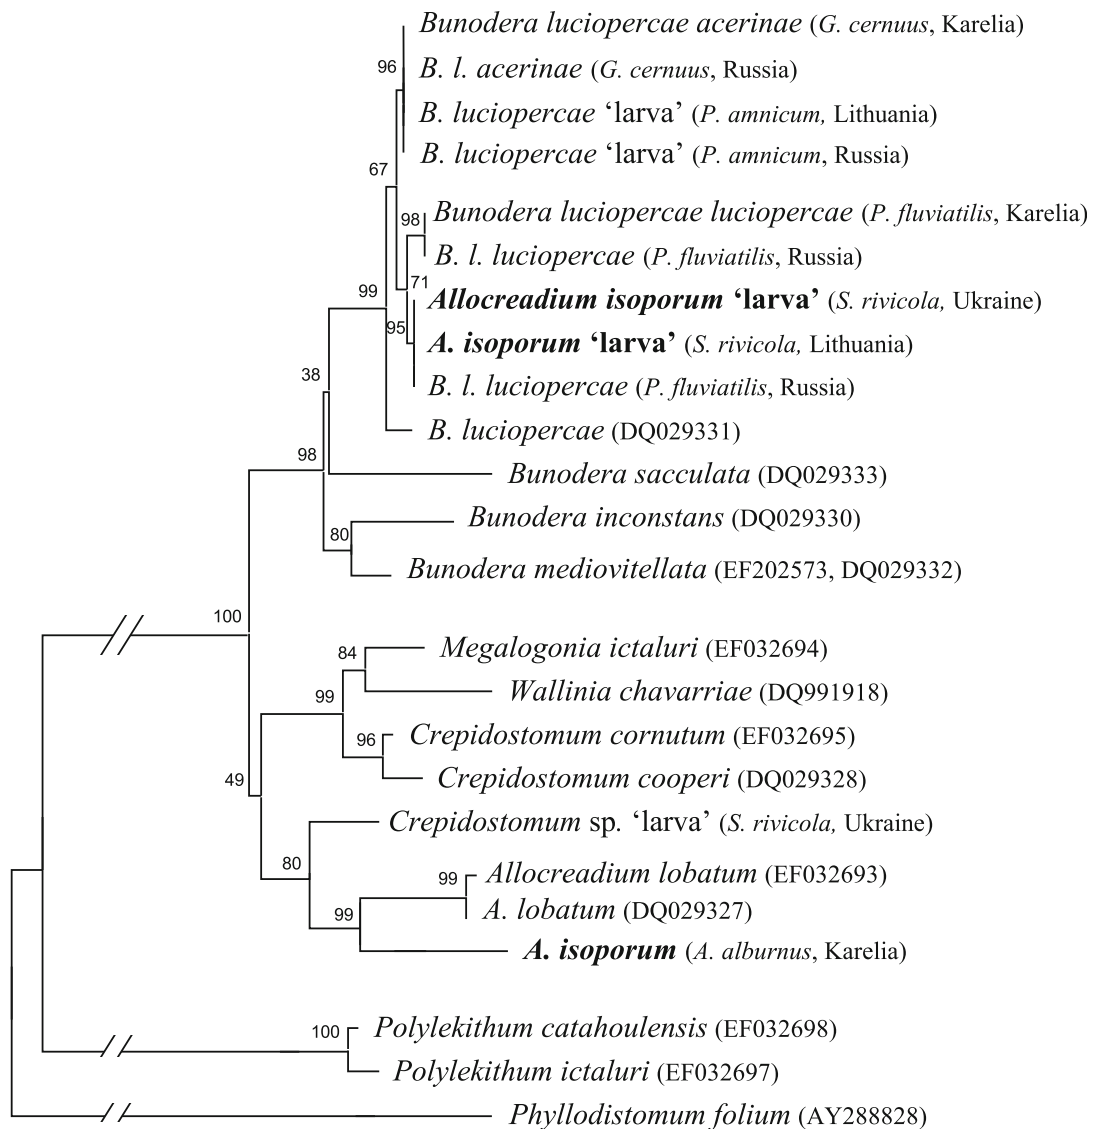 Bunodera luciopercae acerinae (G. cernuus, Karelia)
96
B. l. acerinae (G. cernuus, Russia)
B. luciopercae ‘larva’ (P. amnicum, Lithuania)
B. luciopercae ‘larva’ (P. amnicum, Russia)
67
98
Bunodera luciopercae luciopercae (P. fluviatilis, Karelia)
B. l. luciopercae (P. fluviatilis, Russia)
71
99
Allocreadium isoporum ‘larva’ (S. rivicola, Ukraine)
95
A. isoporum ‘larva’ (S. rivicola, Lithuania)
38
B. l. luciopercae (P. fluviatilis, Russia)
B. luciopercae (DQ029331)
98
Bunodera sacculata (DQ029333)
Bunodera inconstans (DQ029330)
80
Bunodera mediovitellata (EF202573, DQ029332)
100
84
Megalogonia ictaluri (EF032694)
99
Wallinia chavarriae (DQ991918)
96
Crepidostomum cornutum (EF032695)
49
Crepidostomum cooperi (DQ029328)
Crepidostomum sp. ‘larva’ (S. rivicola, Ukraine)
80
99
Allocreadium lobatum (EF032693)
A. lobatum (DQ029327)
99
A. isoporum (A. alburnus, Karelia)
100
Polylekithum catahoulensis (EF032698)
Polylekithum ictaluri (EF032697)
Phyllodistomum folium (AY288828)